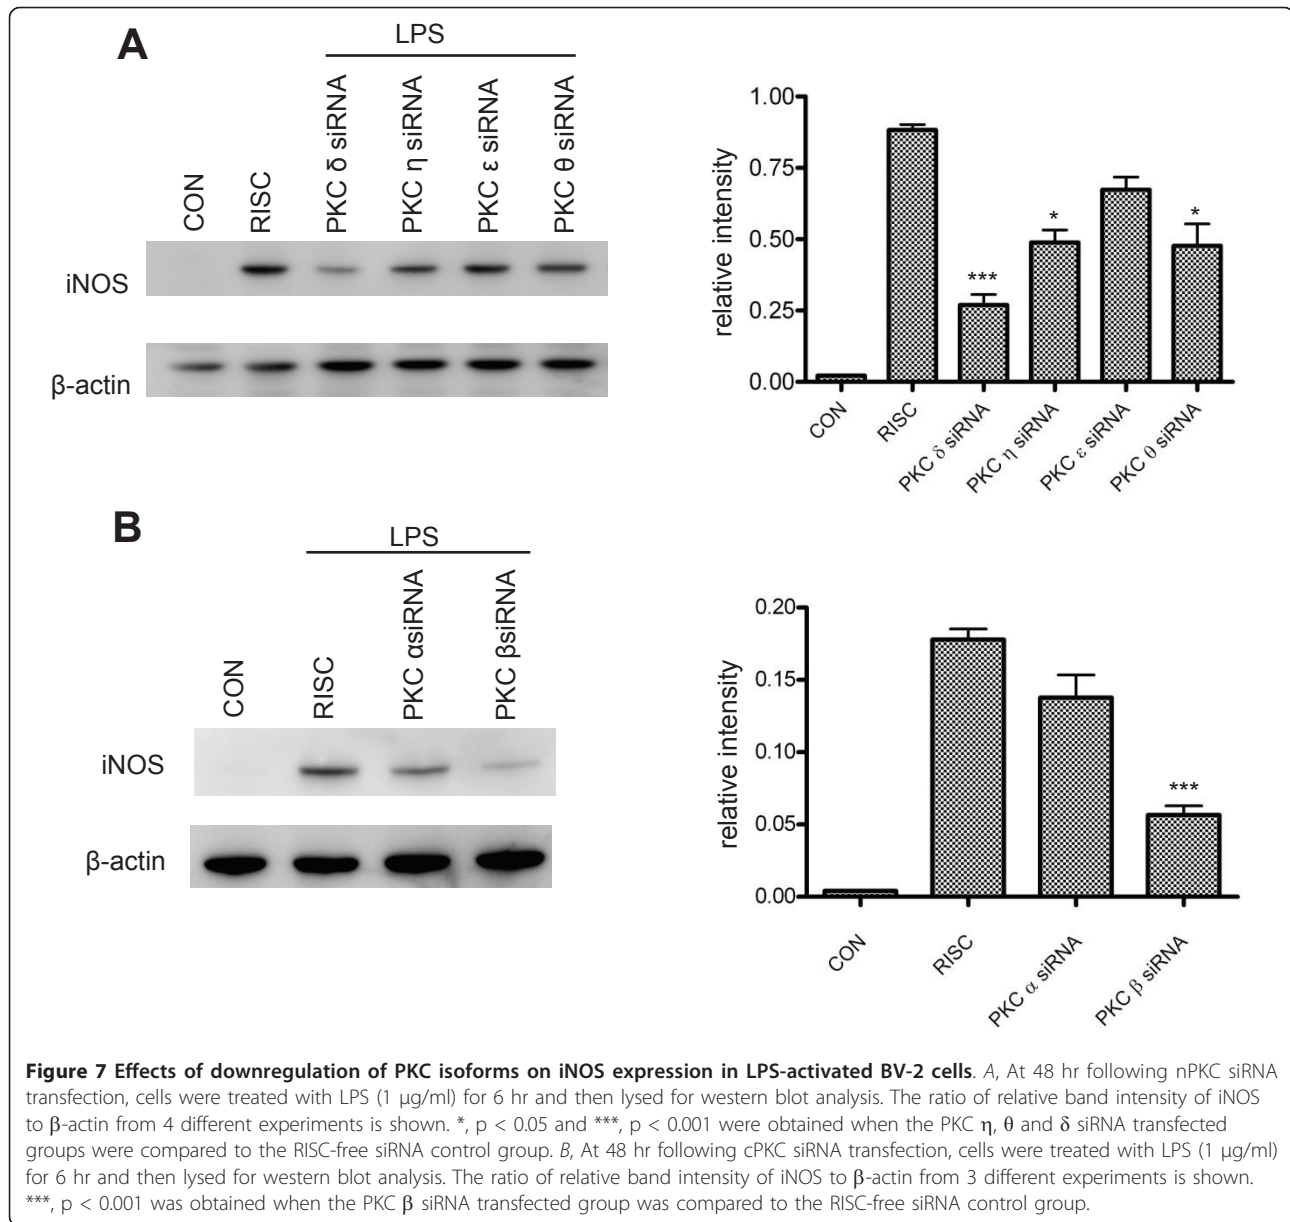 A
LPS
CON
RISC
PKC δ siRNA
PKC η siRNA
PKC ε siRNA
PKC θ siRNA
iNOS
β-actin
relative intensity
1.00
0.75
0.50
0.25
0.00
***
*
*
CON
RISC
PKC δ siRNA
PKC η siRNA
PKC ε siRNA
PKC θ siRNA
B
LPS
CON
RISC
PKC αsiRNA
PKC βsiRNA
iNOS
β-actin
relative intensity
0.20
0.15
0.10
0.05
0.00
***
CON
RISC
PKC α siRNA
PKC β siRNA
Figure 7 Effects of downregulation of PKC isoforms on iNOS expression in LPS-activated BV-2 cells. A, At 48 hr following nPKC siRNA
transfection, cells were treated with LPS (1 μg/ml) for 6 hr and then lysed for western blot analysis. The ratio of relative band intensity of iNOS
to β-actin from 4 different experiments is shown. *, p < 0.05 and ***, p < 0.001 were obtained when the PKC η, θ and δ siRNA transfected
groups were compared to the RISC-free siRNA control group. B, At 48 hr following cPKC siRNA transfection, cells were treated with LPS (1 μg/ml)
for 6 hr and then lysed for western blot analysis. The ratio of relative band intensity of iNOS to β-actin from 3 different experiments is shown.
***, p < 0.001 was obtained when the PKC β siRNA transfected group was compared to the RISC-free siRNA control group.